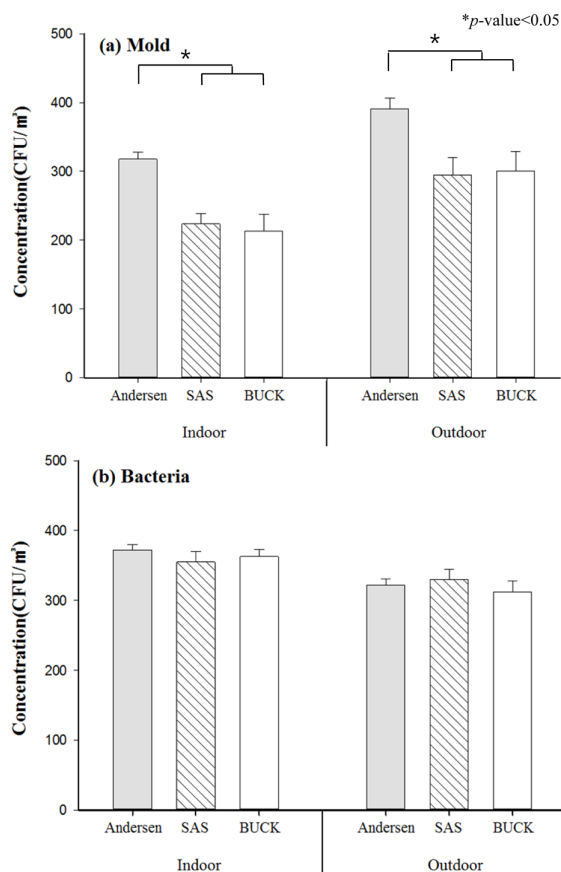 *p-value<0.05
(a) Mold
*
*
500
400
300
200
100
0
Concentration(CFU/㎥)
Andersen SAS BUCK Andersen SAS BUCK
Indoor Outdoor
(b) Bacteria
500
400
300
200
100
0
Concentration(CFU/㎥)
Andersen SAS BUCK Andersen SAS BUCK
Indoor Outdoor